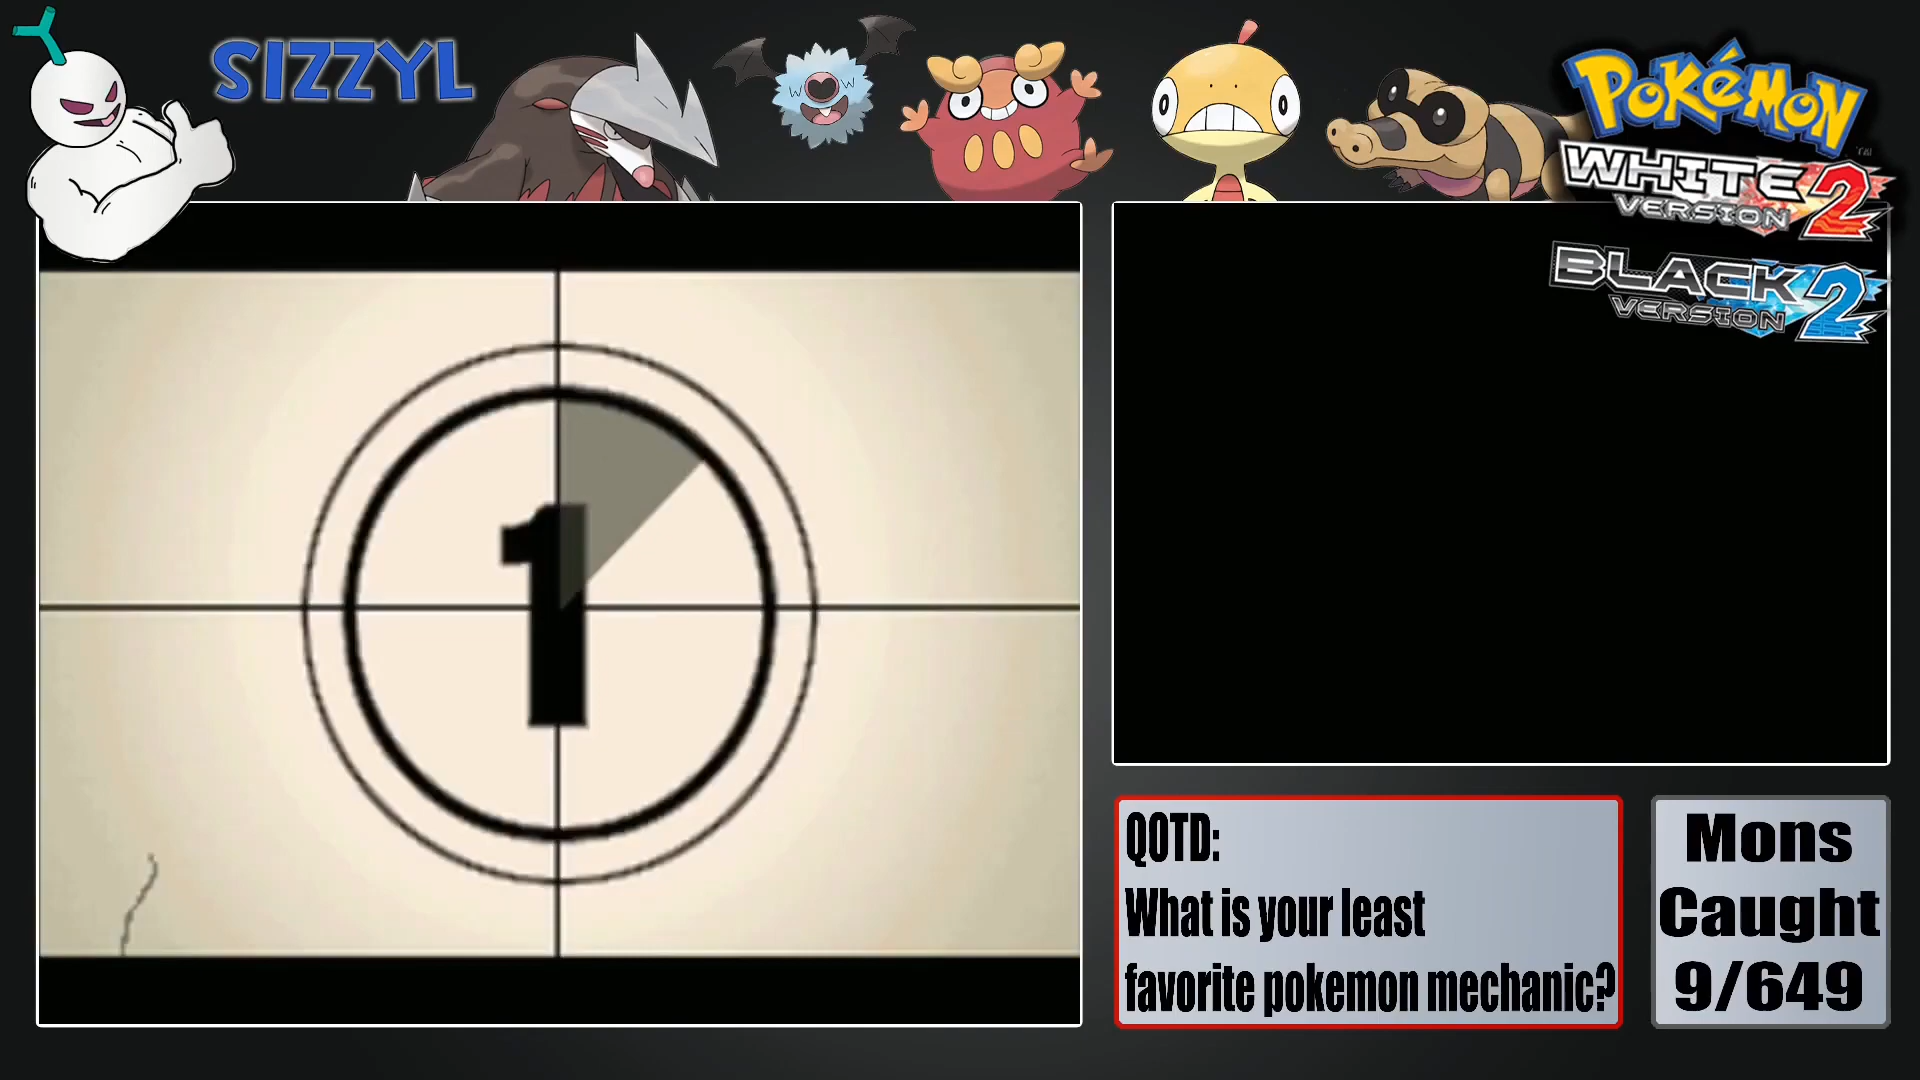 SIZZYL
POKéMON
WHITE 2
VERSION
BLACK 2
VERSION
1
QOTD:
What is your least
favorite pokemon mechanic?
Mons
Caught
9/649